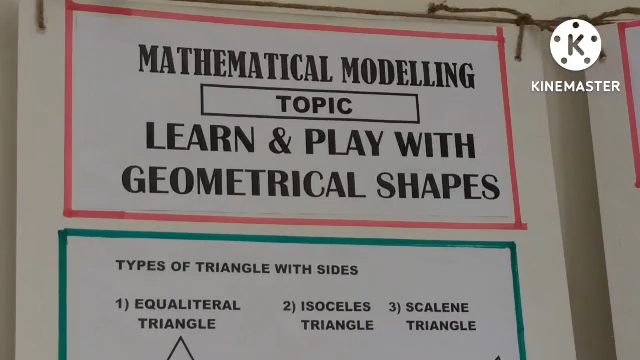 MATHEMATICAL MODELLING
TOPIC
LEARN & PLAY WITH
GEOMETRICAL SHAPES
KINEMASTER
TYPES OF TRIANGLE WITH SIDES
1) EQUALITERAL TRIANGLE
2) ISOCELES TRIANGLE
3) SCALENE TRIANGLE